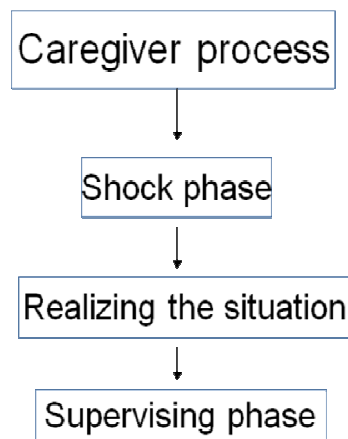 Caregiver process
Shock phase
Realizing the situation
Supervising phase